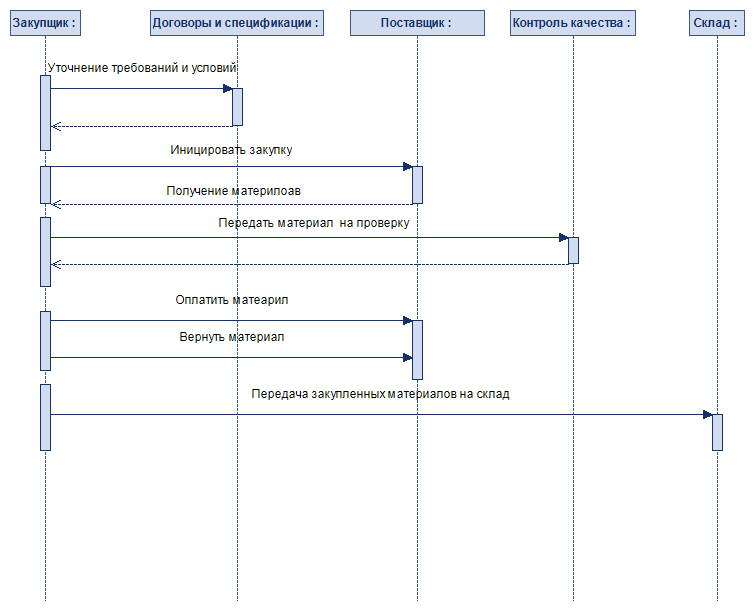 Закупщик :
Договоры и спецификации :
Поставщик :
Контроль качества :
Склад :
Уточнение требований и условий
Иницировать закупку
Получение материлоав
Передать материал  на проверку
Оплатить матеарил
Вернуть материал
Передача закупленных материалов на склад